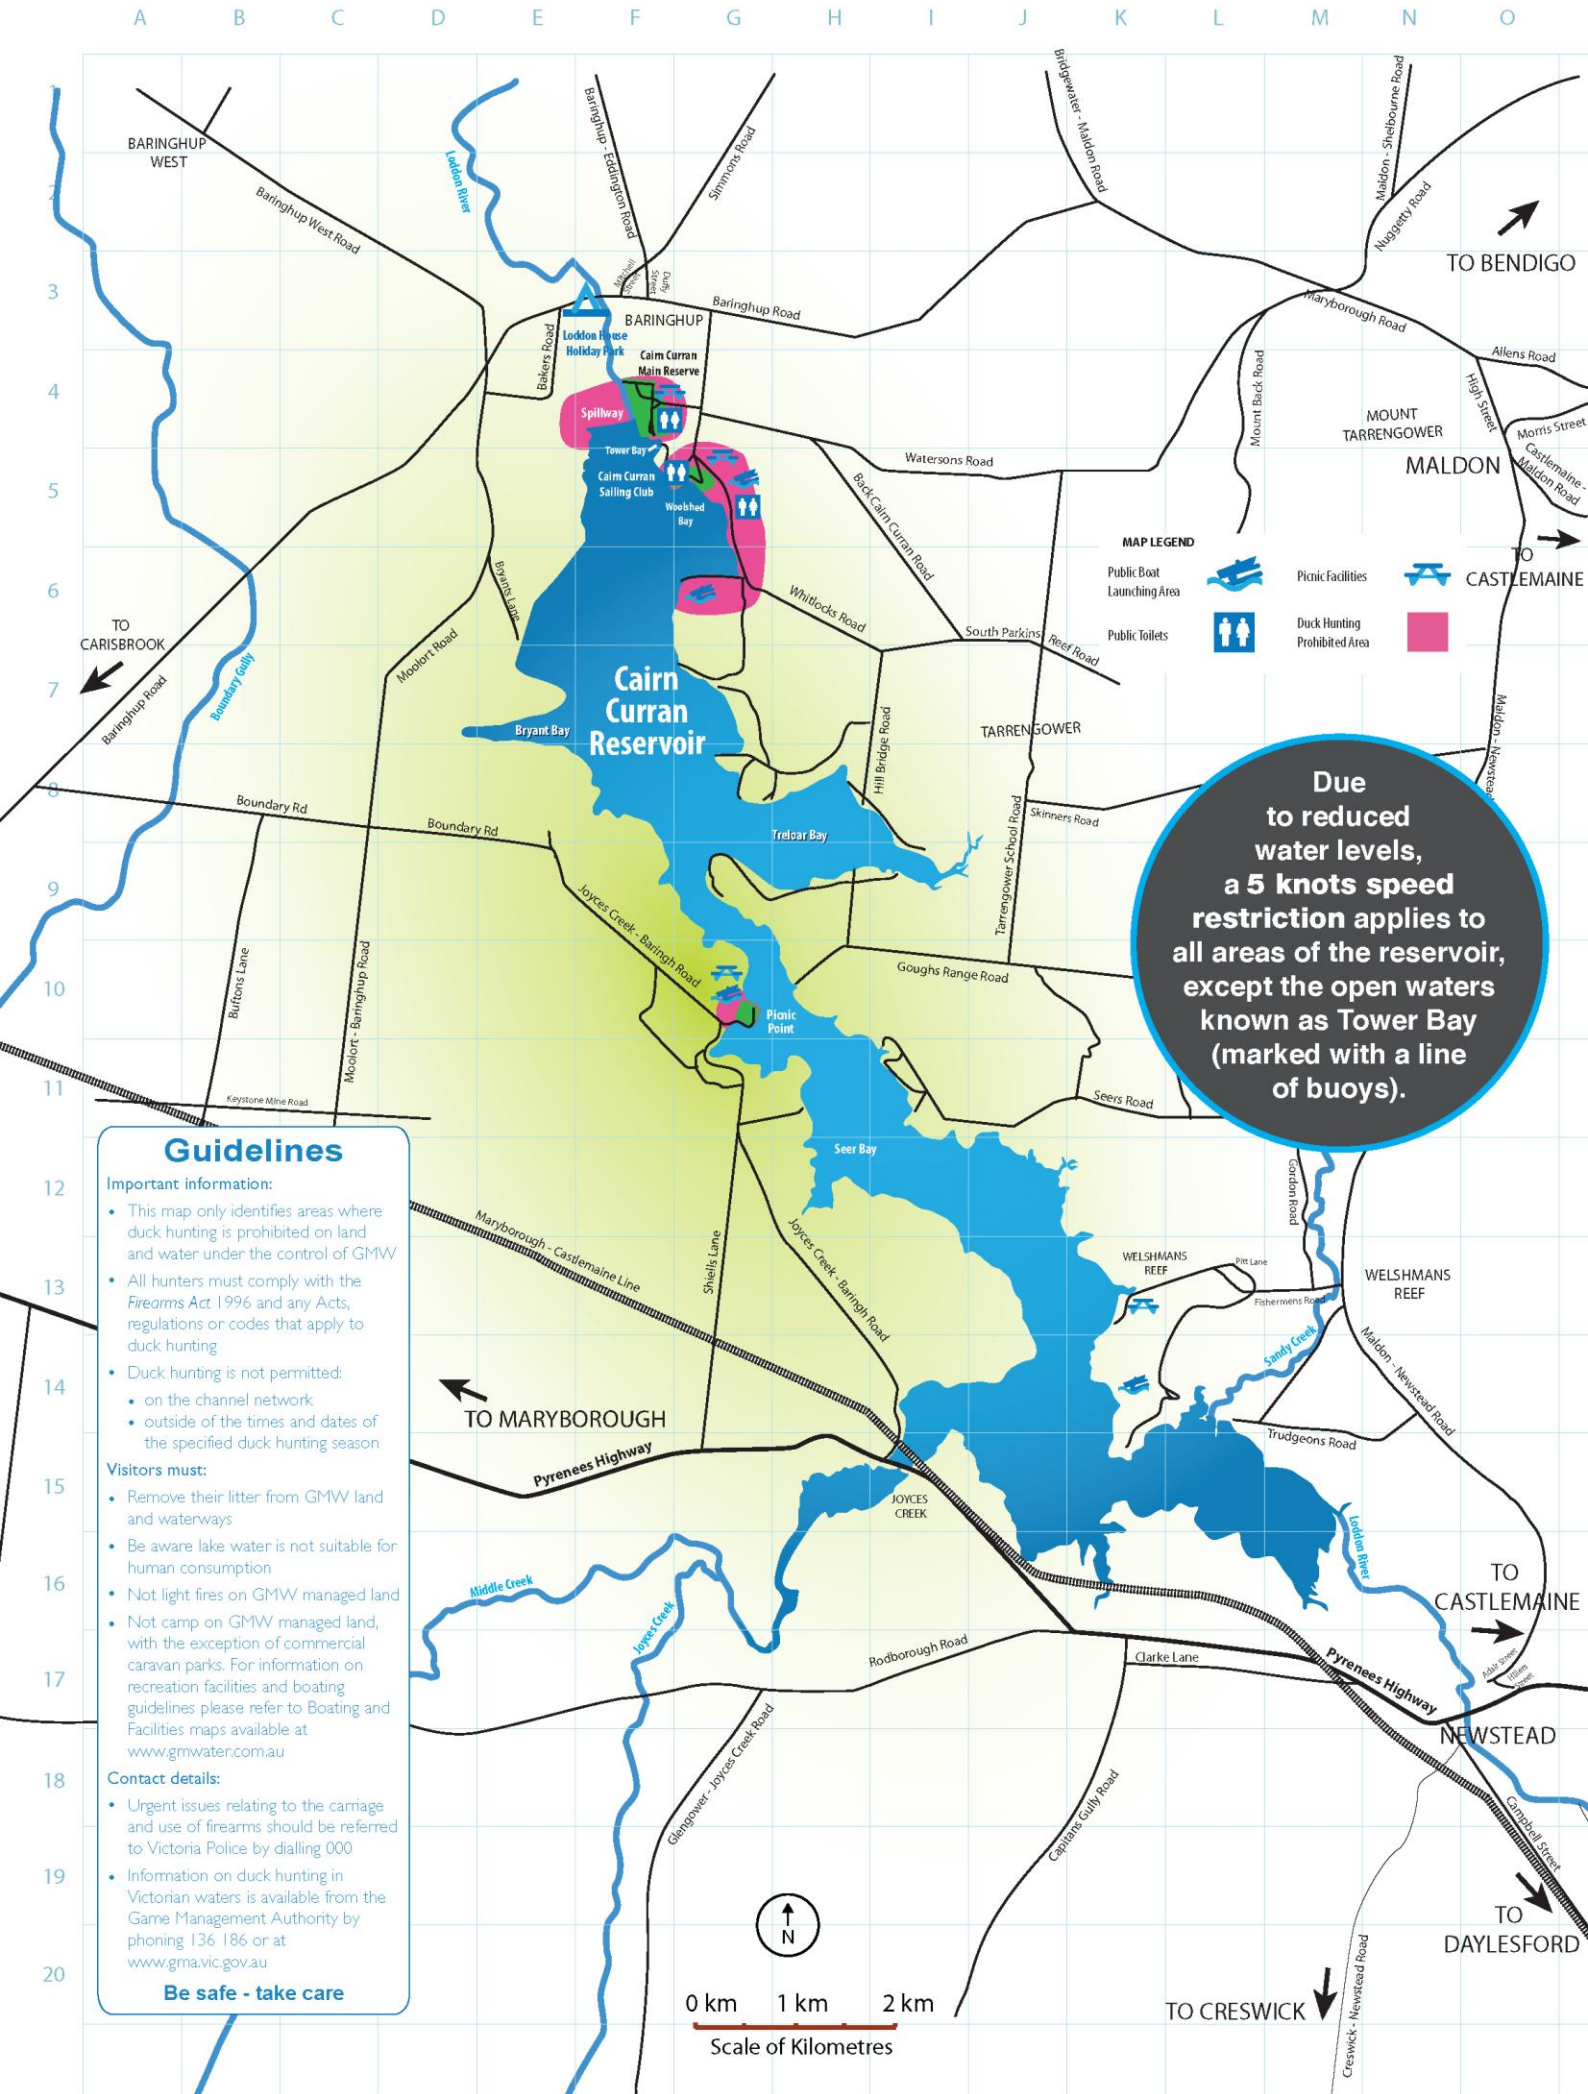 A B C D E F G H I J K L M N O
1
2
3
4
5
6
7
8
9
10
11
12
13
14
15
16
17
18
19
20
BARINGHUP
WEST
Baringhup West Road
Loddon River
Baringhup - Eddington Road
Simmons Road
Mitchell
Street
Duffy
Street
Bridgewater - Maldon Road
Maldon - Shelbourne Road
Nuggetty Road
TO BENDIGO
Baringhup Road
BARINGHUP
Maryborough Road
Loddon House
Holiday Park
Bakers Road
Cairn Curran
Main Reserve
Spillway
Mount Back Road
Allens Road
High Street
MOUNT
TARRENGOWER
Morris Street
Castlemaine -
Maldon Road
MALDON
Tower Bay
Cairn Curran
Sailing Club
Woolshed
Bay
Watersons Road
Back Cairn Curran Road
MAP LEGEND
Public Boat
Launching Area
Picnic Facilities
Public Toilets
Duck Hunting
Prohibited Area
TO
CASTLEMAINE
Bryants Lane
Whitlocks Road
South Parkins Reef Road
TO
CARISBROOK
Baringhup Road
Boundary Gully
Moolort Road
Cairn
Curran
Reservoir
Bryant Bay
Hill Bridge Road
TARRENGOWER
Maldon - Newstead
Boundary Rd
Boundary Rd
Treloar Bay
Tarrengower School Road
Skinners Road
Due
to reduced
water levels,
a 5 knots speed
restriction applies to
all areas of the reservoir,
except the open waters
known as Tower Bay
(marked with a line
of buoys).
Joyces Creek - Baringh Road
Buftons Lane
Moolort - Baringhup Road
Goughs Range Road
Picnic
Point
Keystone Mine Road
Seers Road
Seer Bay
Gordon Road
Maryborough - Castlemaine Line
Shiells Lane
Joyces Creek - Baringh Road
WELSHMANS
REEF
Pitt Lane
Fishermens Road
WELSHMANS
REEF
Sandy Creek
Maldon - Newstead Road
TO MARYBOROUGH
Pyrenees Highway
Trudgeons Road
JOYCES
CREEK
Loddon River
Middle Creek
Joyces Creek
TO
CASTLEMAINE
Rodborough Road
Clarke Lane
Pyrenees Highway
Adair Street
Hilliers
Street
NEWSTEAD
Glengower - Joyces Creek Road
Capitans Gully Road
Campbell Street
TO
DAYLESFORD
Creswick - Newstead Road
TO CRESWICK
N
0 km 1 km 2 km
Scale of Kilometres
Guidelines
Important information:
• This map only identifies areas where
duck hunting is prohibited on land
and water under the control of GMW
• All hunters must comply with the
Firearms Act 1996 and any Acts,
regulations or codes that apply to
duck hunting
• Duck hunting is not permitted:
• on the channel network
• outside of the times and dates of
the specified duck hunting season
Visitors must:
• Remove their litter from GMW land
and waterways
• Be aware lake water is not suitable for
human consumption
• Not light fires on GMW managed land
• Not camp on GMW managed land,
with the exception of commercial
caravan parks. For information on
recreation facilities and boating
guidelines please refer to Boating and
Facilities maps available at
www.gmwater.com.au
Contact details:
• Urgent issues relating to the carriage
and use of firearms should be referred
to Victoria Police by dialling 000
• Information on duck hunting in
Victorian waters is available from the
Game Management Authority by
phoning 136 186 or at
www.gma.vic.gov.au
Be safe - take care